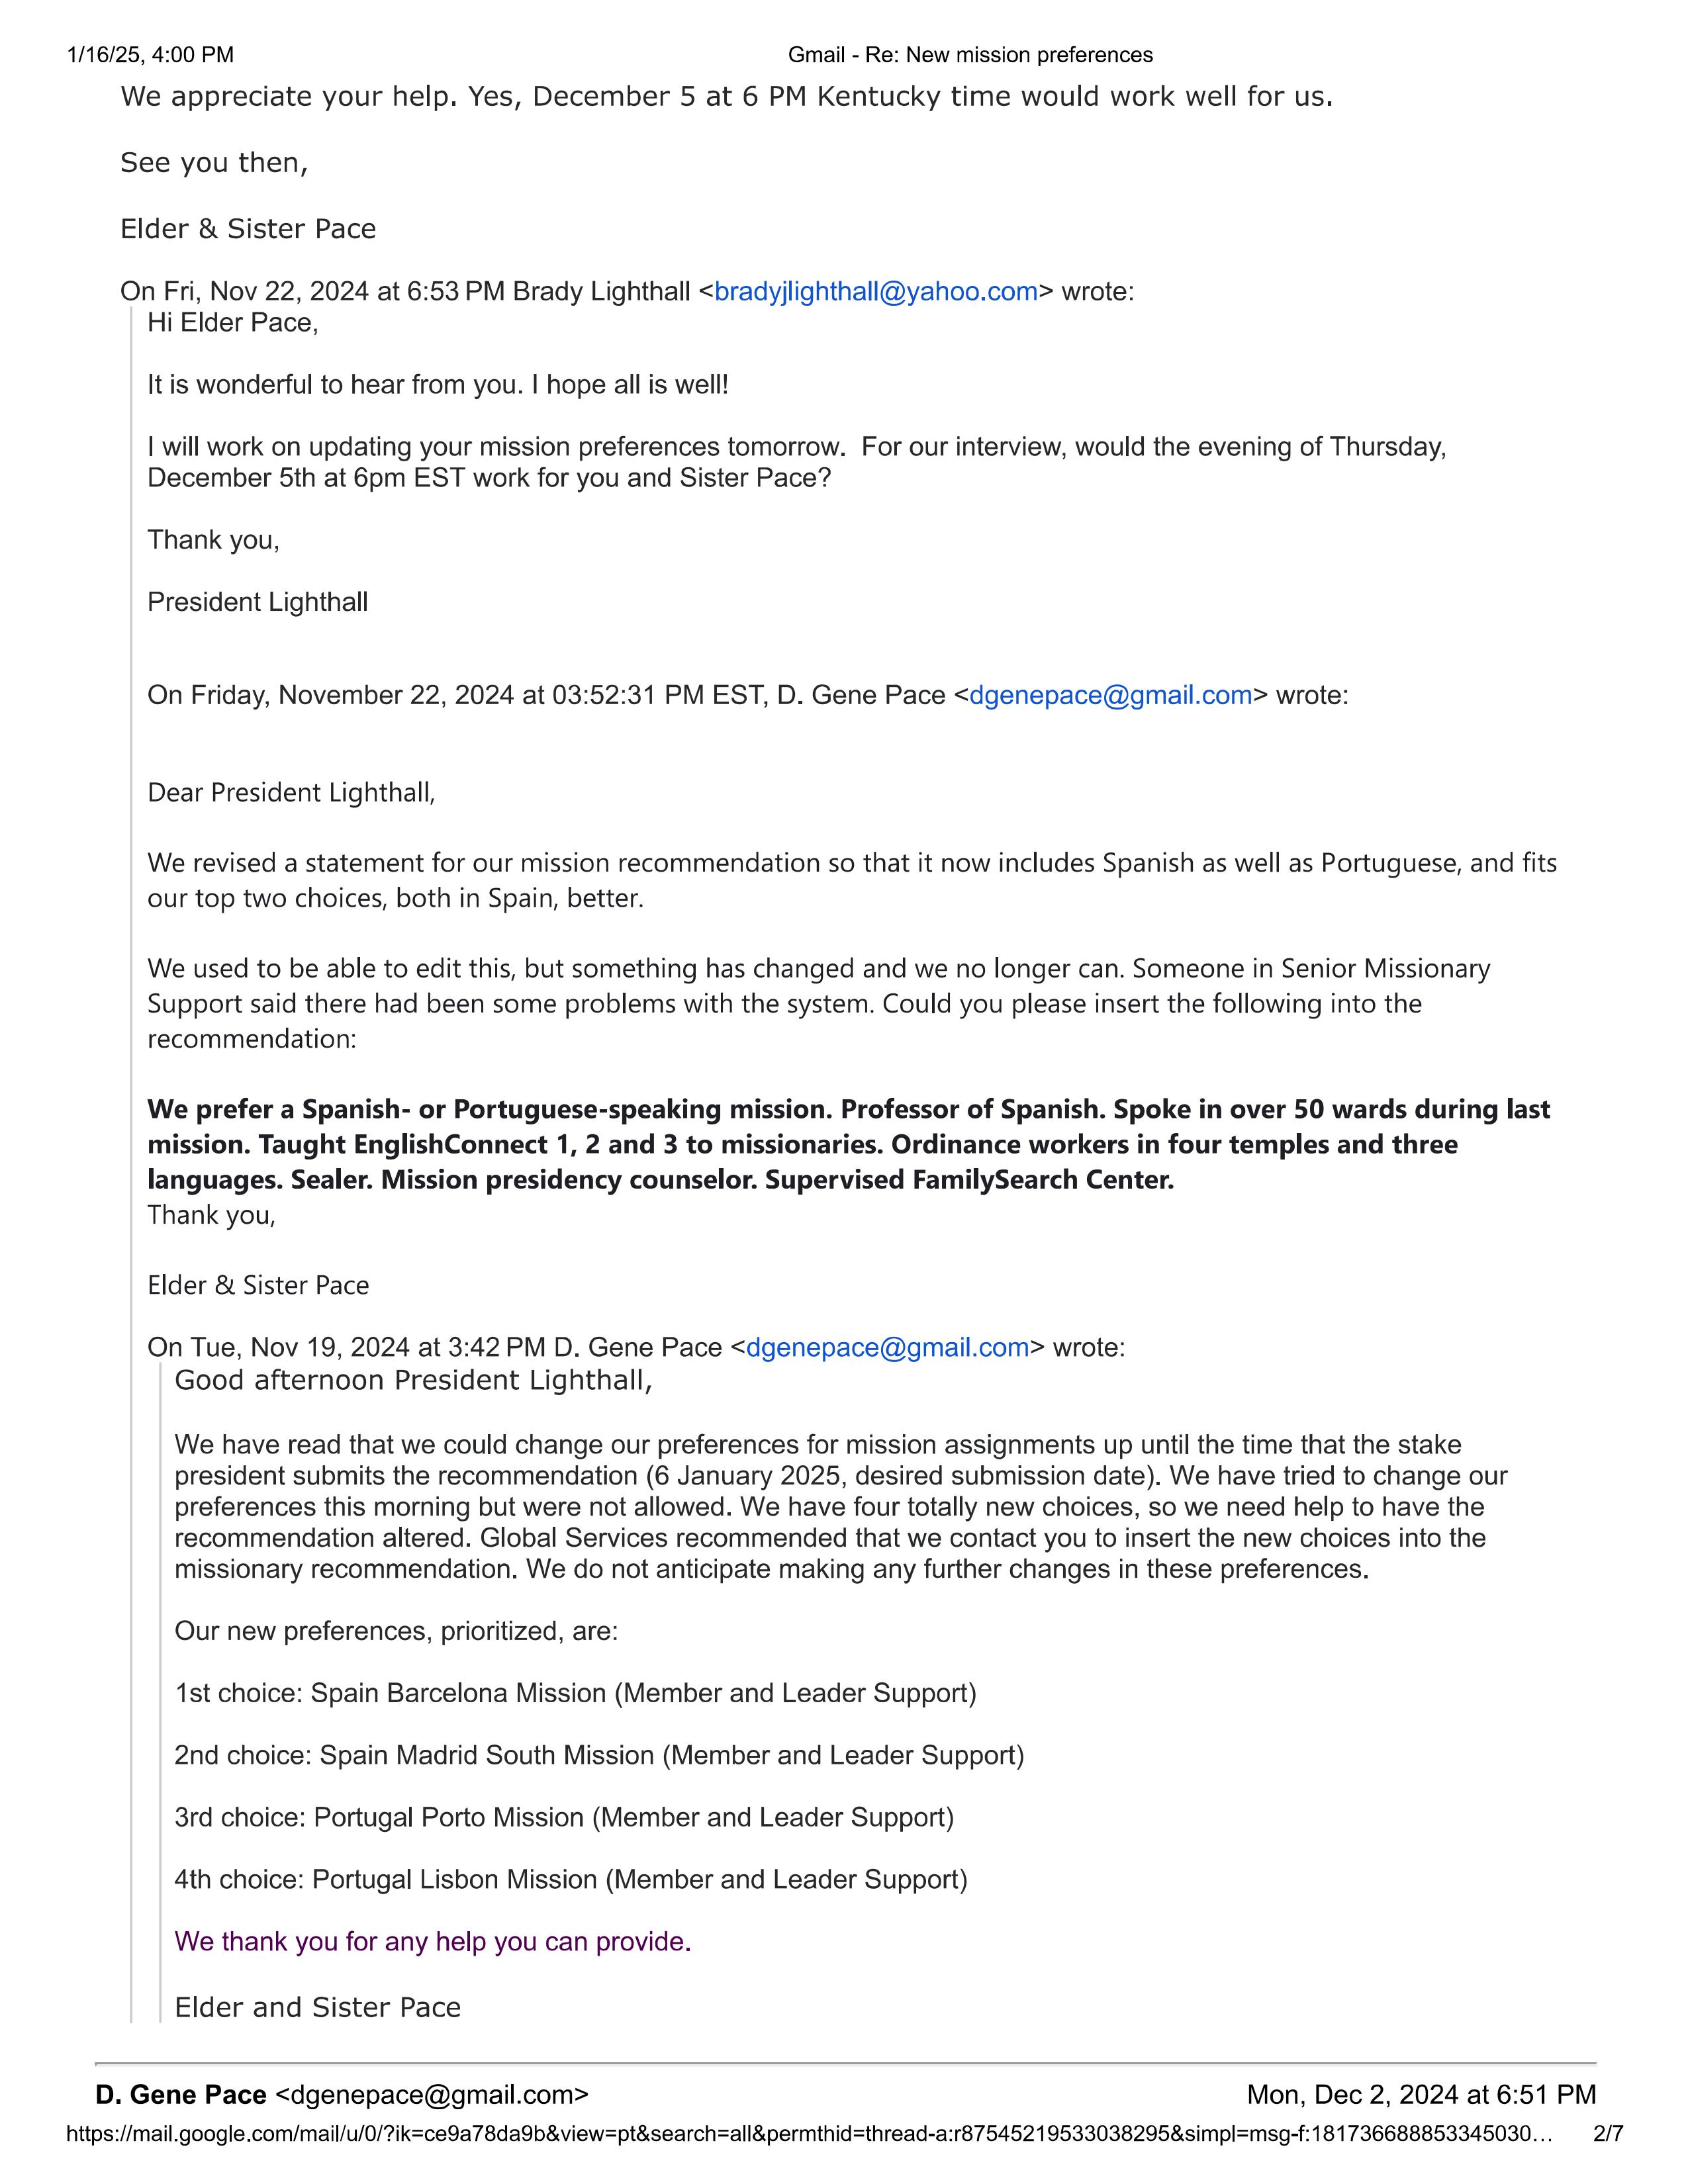 1/16/25, 4:00 PM
Gmail - Re: New mission preferences
We appreciate your help. Yes, December 5 at 6 PM Kentucky time would work well for us.
See you then,
Elder & Sister Pace
On Fri, Nov 22, 2024 at 6:53 PM Brady Lighthall <bradyjlighthall@yahoo.com> wrote:
Hi Elder Pace,
It is wonderful to hear from you. I hope all is well!
I will work on updating your mission preferences tomorrow.  For our interview, would the evening of Thursday,
December 5th at 6pm EST work for you and Sister Pace?
Thank you,
President Lighthall
On Friday, November 22, 2024 at 03:52:31 PM EST, D. Gene Pace <dgenepace@gmail.com> wrote:
Dear President Lighthall,
We revised a statement for our mission recommendation so that it now includes Spanish as well as Portuguese, and fits
our top two choices, both in Spain, better.
We used to be able to edit this, but something has changed and we no longer can. Someone in Senior Missionary
Support said there had been some problems with the system. Could you please insert the following into the
recommendation:
We prefer a Spanish- or Portuguese-speaking mission. Professor of Spanish. Spoke in over 50 wards during last
mission. Taught EnglishConnect 1, 2 and 3 to missionaries. Ordinance workers in four temples and three
languages. Sealer. Mission presidency counselor. Supervised FamilySearch Center.
Thank you,
Elder & Sister Pace
On Tue, Nov 19, 2024 at 3:42 PM D. Gene Pace <dgenepace@gmail.com> wrote:
Good afternoon President Lighthall,
We have read that we could change our preferences for mission assignments up until the time that the stake
president submits the recommendation (6 January 2025, desired submission date). We have tried to change our
preferences this morning but were not allowed. We have four totally new choices, so we need help to have the
recommendation altered. Global Services recommended that we contact you to insert the new choices into the
missionary recommendation. We do not anticipate making any further changes in these preferences.
Our new preferences, prioritized, are:
1st choice: Spain Barcelona Mission (Member and Leader Support)
2nd choice: Spain Madrid South Mission (Member and Leader Support)
3rd choice: Portugal Porto Mission (Member and Leader Support)
4th choice: Portugal Lisbon Mission (Member and Leader Support)
We thank you for any help you can provide.
Elder and Sister Pace
D. Gene Pace <dgenepace@gmail.com>
Mon, Dec 2, 2024 at 6:51 PM
https://mail.google.com/mail/u/0/?ik=ce9a78da9b&view=pt&search=all&permthid=thread-a:r87545219533038295&simpl=msg-f:181736688853345030…
2/7